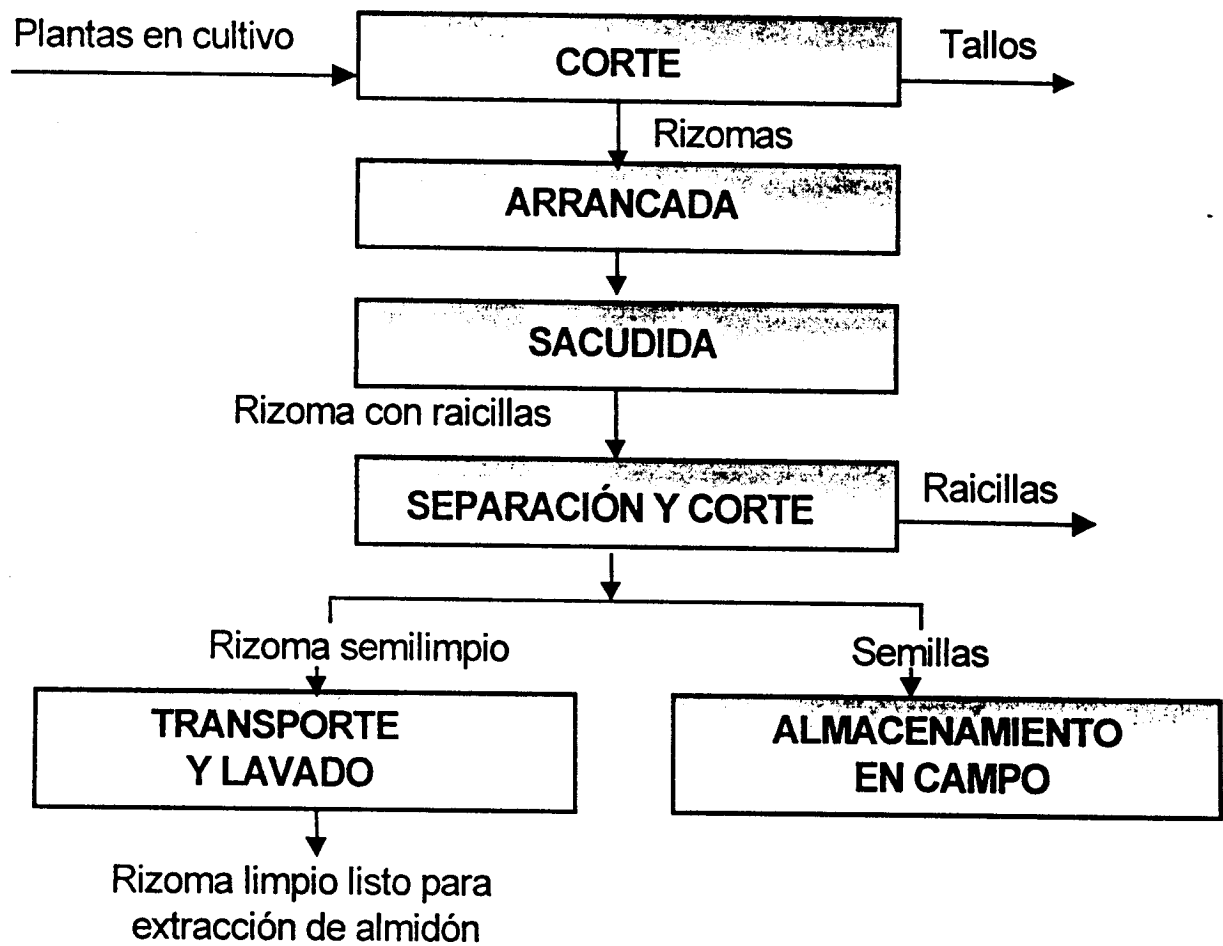 Plantas en cultivo
CORTE
Tallos
Rizomas
ARRANCADA
SACUDIDA
Rizoma con raicillas
SEPARACIÓN Y CORTE
Raicillas
Rizoma semilimpio
Semillas
TRANSPORTE
Y LAVADO
ALMACENAMIENTO
EN CAMPO
Rizoma limpio listo para
extracción de almidón